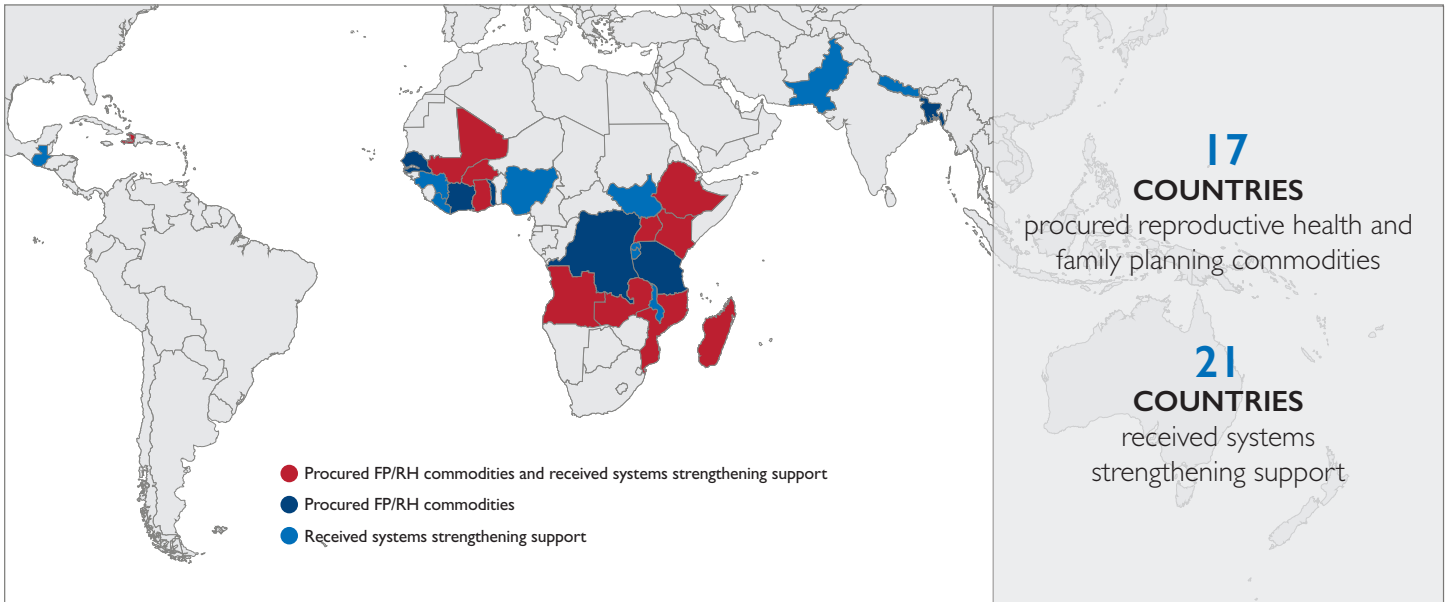 17
COUNTRIES
procured reproductive health and
family planning commodities
21
COUNTRIES
received systems
strengthening support
Procured FP/RH commodities and received systems strengthening support
Procured FP/RH commodities
Received systems strengthening support